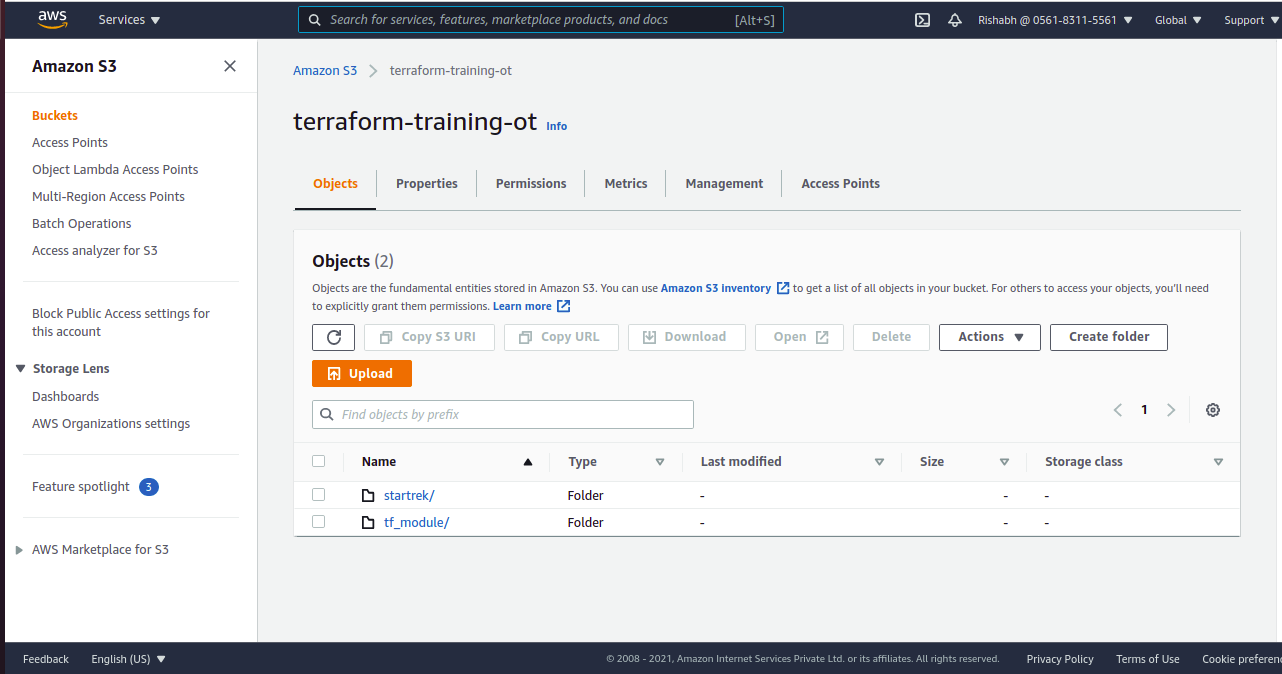 aws Services Search for services, features, marketplace products, and docs [Alt+S] Rishabh @ 0561-8311-5561 Global Support
Amazon S3
Buckets
Access Points
Object Lambda Access Points
Multi-Region Access Points
Batch Operations
Access analyzer for S3
Block Public Access settings for
this account
Storage Lens
Dashboards
AWS Organizations settings
Feature spotlight 3
AWS Marketplace for S3
Amazon S3 terraform-training-ot
terraform-training-ot Info
Objects Properties Permissions Metrics Management Access Points
Objects (2)
Objects are the fundamental entities stored in Amazon S3. You can use Amazon S3 inventory to get a list of all objects in your bucket. For others to access your objects, you'll need
to explicitly grant them permissions. Learn more
Copy S3 URI Copy URL Download Open Delete Actions Create folder
Upload
Find objects by prefix 1
Name Type Last modified Size Storage class
startrek/ Folder - - -
tf_module/ Folder - - -
Feedback English (US) © 2008 - 2021, Amazon Internet Services Private Ltd. or its affiliates. All rights reserved. Privacy Policy Terms of Use Cookie preferen